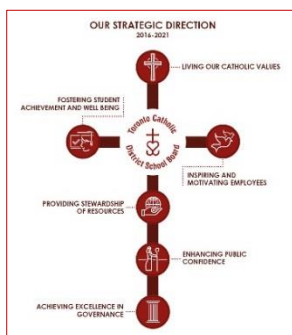 OUR STRATEGIC DIRECTION
2016-2021
LIVING OUR CATHOLIC VALUES
FOSTERING STUDENT
ACHIEVEMENT AND WELL BEING
Toronto Catholic
District School Board
INSPIRING AND
MOTIVATING EMPLOYEES
PROVIDING STEWARDSHIP
OF RESOURCES
ENHANCING PUBLIC
CONFIDENCE
ACHIEVING EXCELLENCE IN
GOVERNANCE